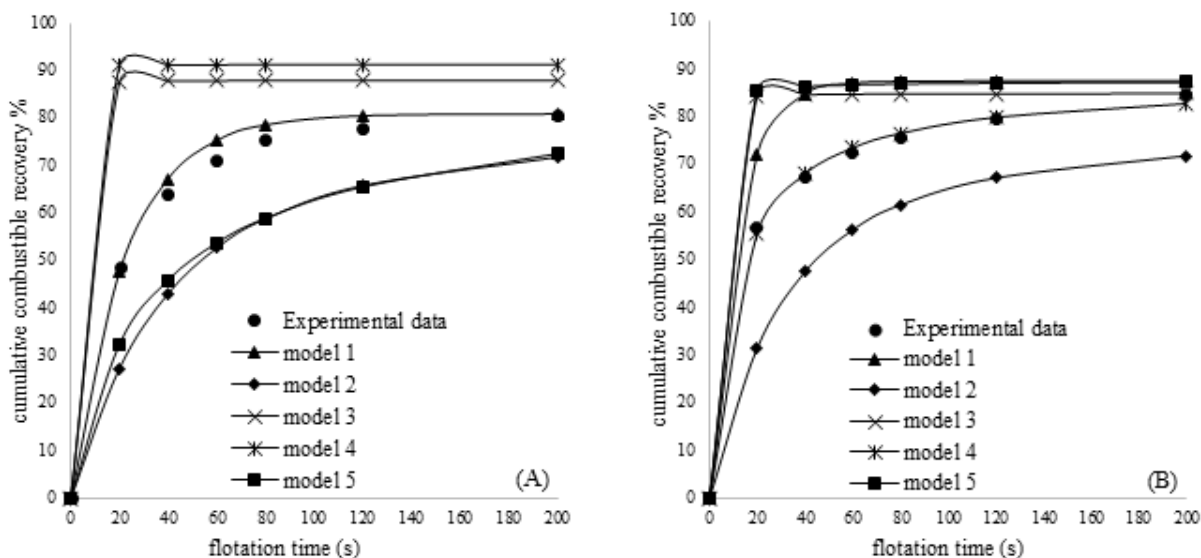 cumulative combustible recovery %
100
90
80
70
60
50
40
30
20
10
0
0 20 40 60 80 100 120 140 160 180 200
flotation time (s)
Experimental data
model 1
model 2
model 3
model 4
model 5
(A)
cumulative combustible recovery %
100
90
80
70
60
50
40
30
20
10
0
0 20 40 60 80 100 120 140 160 180 200
flotation time (s)
Experimental data
model 1
model 2
model 3
model 4
model 5
(B)